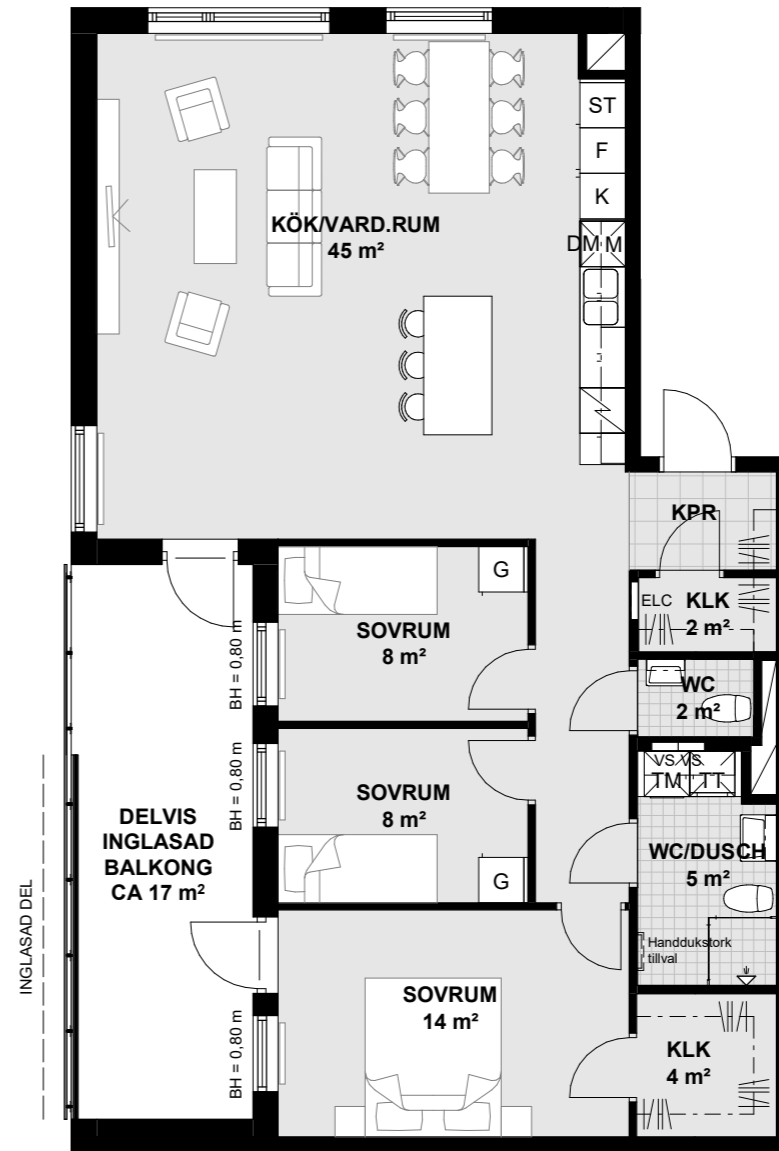 ST
F
K
KÖK/VARD.RUM
45 m²
DM M
KPR
G
ELC
KLK
2 m²
SOVRUM
8 m²
BH = 0,80 m
WC
2 m²
VS VS
TM TT
SOVRUM
8 m²
BH = 0,80 m
DELVIS
INGLASAD
BALKONG
CA 17 m²
WC/DUSCH
5 m²
G
INGLASAD DEL
Handdukstork
tillval
SOVRUM
14 m²
BH = 0,80 m
KLK
4 m²